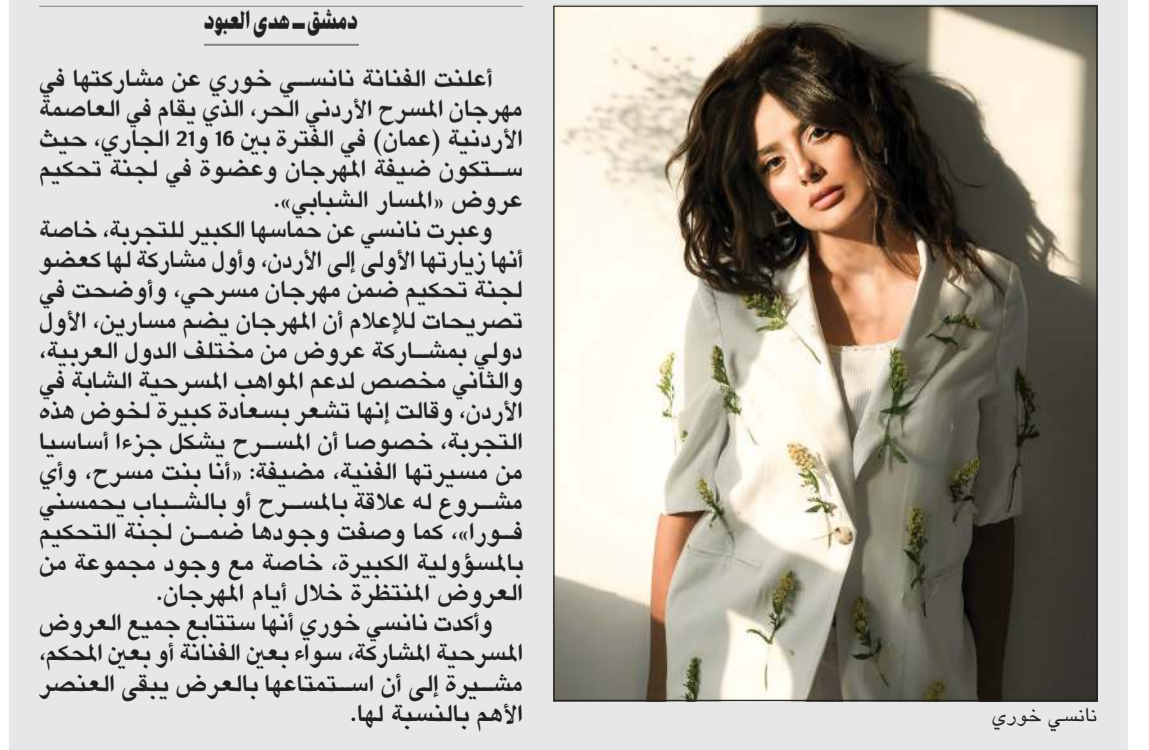 دمشق ـ هدى العبود
أعلنت الفنانة نانسي خوري عن مشاركتها في
مهرجان المسرح الأردني الحر، الذي يقام في العاصمة
الأردنية (عمان) في الفترة بين 16 و21 الجاري، حيث
ستكون ضيفة المهرجان وعضوة في لجنة تحكيم
عروض «المسار الشبابي».
وعبرت نانسي عن حماسها الكبير للتجربة، خاصة
أنها زيارتها الأولى إلى الأردن، وأول مشاركة لها كعضو
لجنة تحكيم ضمن مهرجان مسرحي، وأوضحت في
تصريحات للإعلام أن المهرجان يضم مسارين، الأول
دولي بمشاركة عروض من مختلف الدول العربية،
والثاني مخصص لدعم المواهب المسرحية الشابة في
الأردن، وقالت إنها تشعر بسعادة كبيرة لخوض هذه
التجربة، خصوصا أن المسرح يشكل جزءا أساسيا
من مسيرتها الفنية، مضيفة: «أنا بنت مسرح، وأي
مشروع له علاقة بالمسرح أو بالشباب يحمسني
فورا»، كما وصفت وجودها ضمن لجنة التحكيم
بالمسؤولية الكبيرة، خاصة مع وجود مجموعة من
العروض المنتظرة خلال أيام المهرجان.
وأكدت نانسي خوري أنها ستتابع جميع العروض
المسرحية المشاركة، سواء بعين الفنانة أو بعين المحكم،
مشيرة إلى أن استمتاعها بالعرض يبقى العنصر
الأهم بالنسبة لها.
نانسي خوري